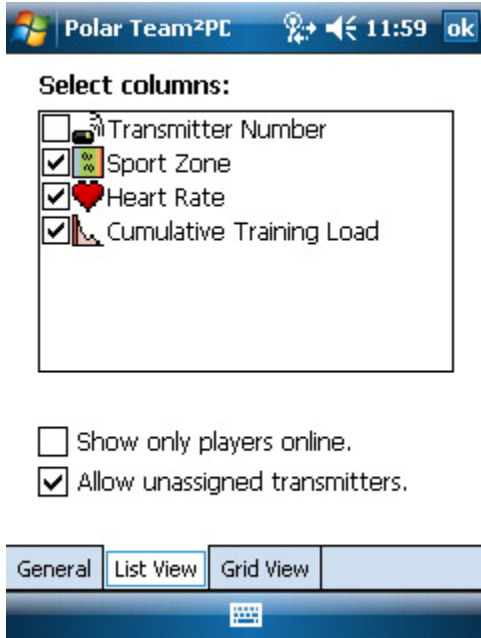 Polar Team²PC 11:59 ok
Select columns:
Transmitter Number
Sport Zone
Heart Rate
Cumulative Training Load
Show only players online.
Allow unassigned transmitters.
General List View Grid View